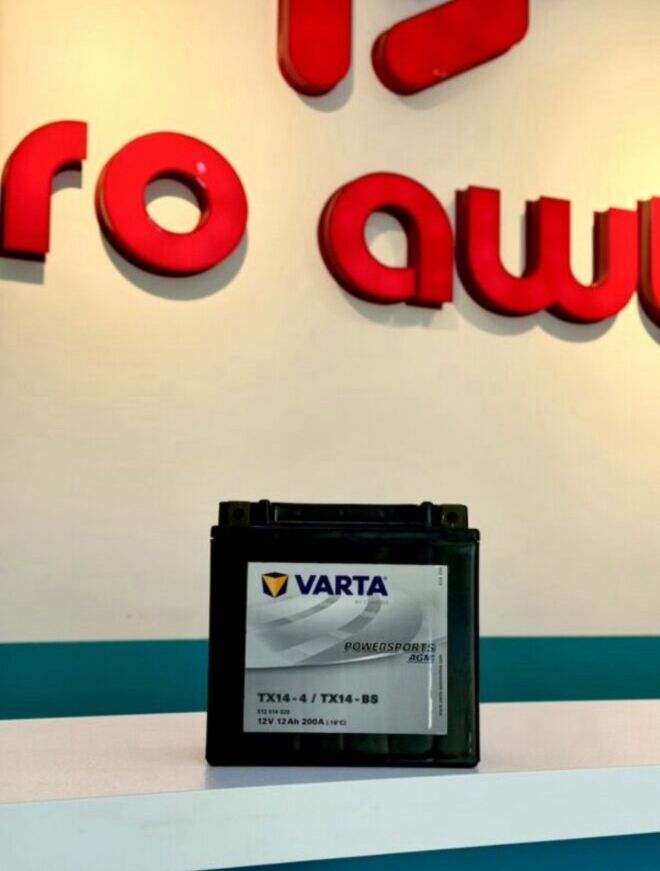 ro aw
VARTA
POWERSPORTS
AGM
TX14-4 / TX14-BS
512 014 020
12V 12Ah 200A (-18°C)